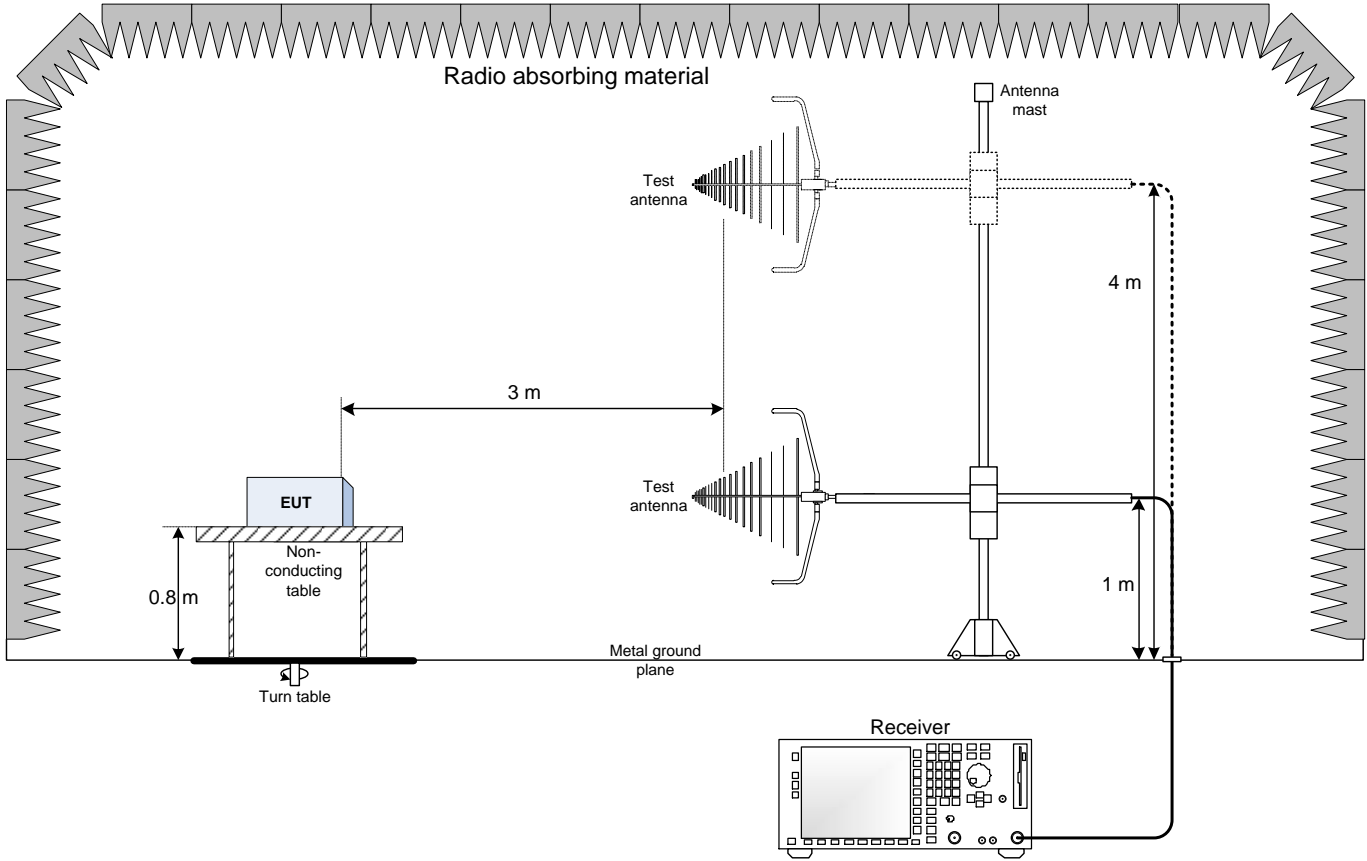 Radio absorbing material
Antenna
mast
Test
antenna
4 m
3 m
EUT
Test
antenna
Non-
conducting
table
0.8 m
1 m
Metal ground
plane
Turn table
Receiver